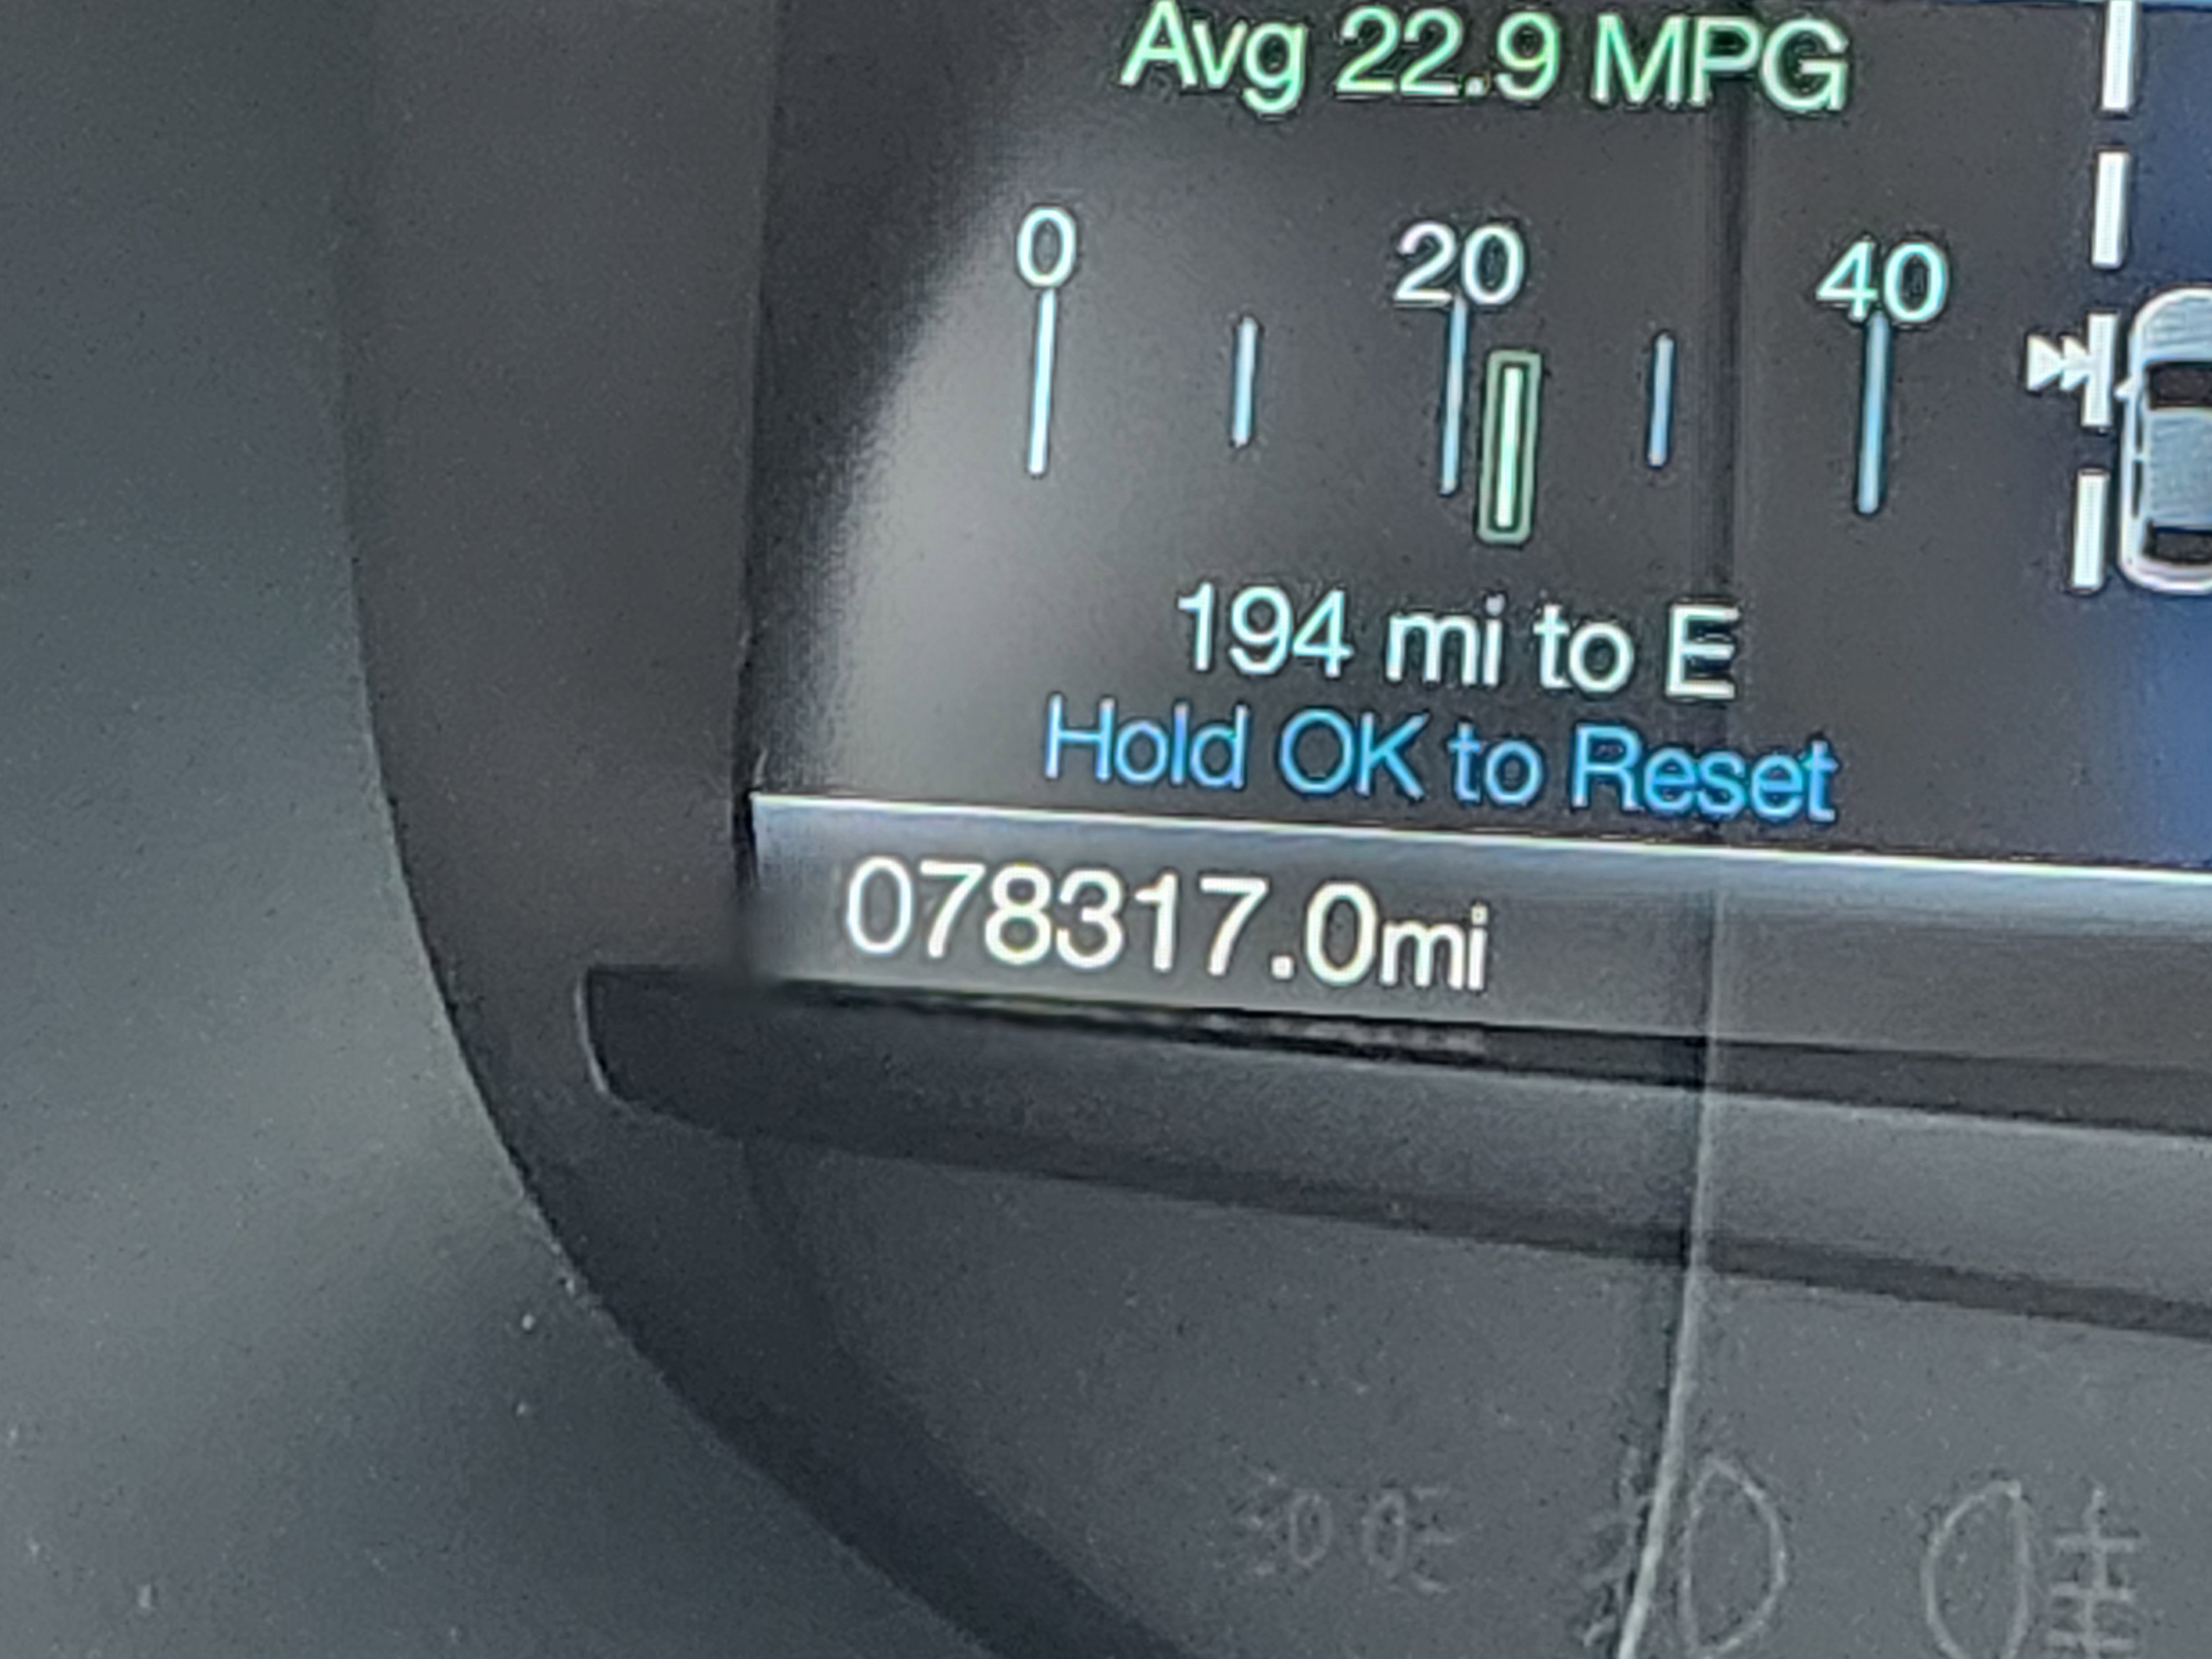 Avg 22.9 MPG
0 20 40
194 mi to E
Hold OK to Reset
078317.0mi